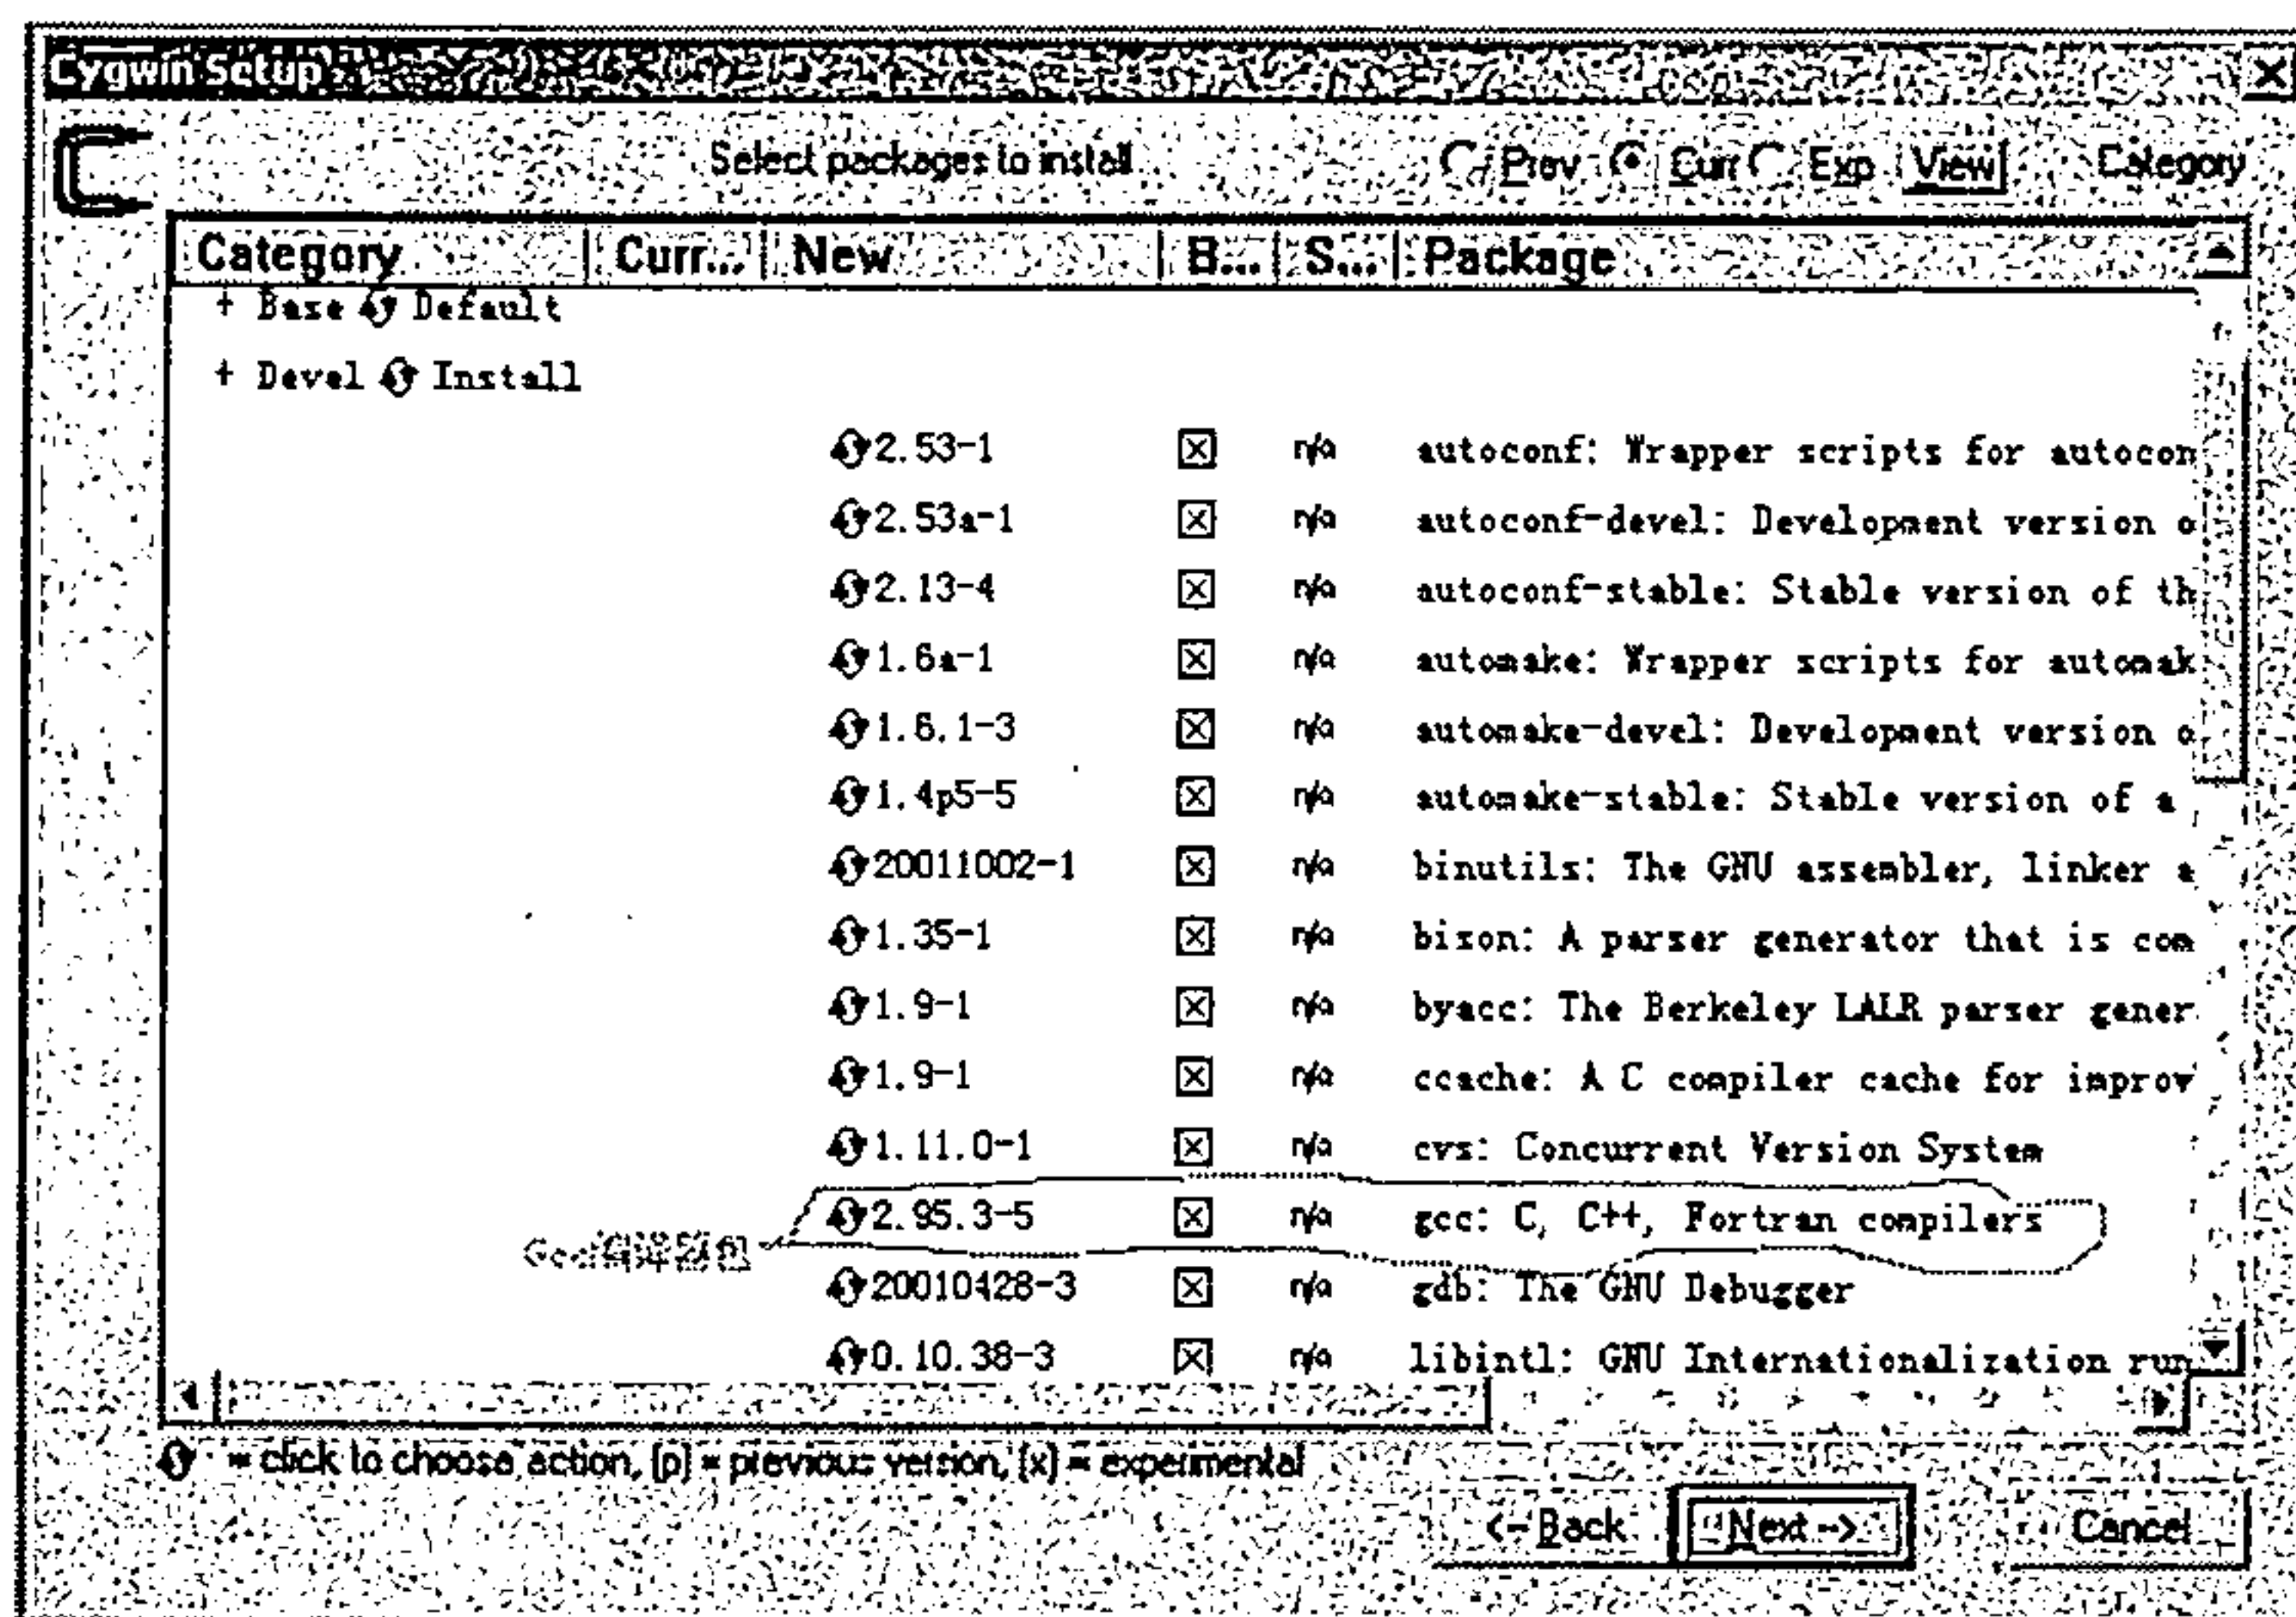 Cygwin Setup
Select packages to install
Prev Curr Exp View Category
Category Curr... New B... S... Package
+ Base Default
+ Devel Install
2.53-1 n/a autoconf: Wrapper scripts for autocon
2.53a-1 n/a autoconf-devel: Development version o
2.13-4 n/a autoconf-stable: Stable version of th
1.6a-1 n/a automake: Wrapper scripts for automak
1.6.1-3 n/a automake-devel: Development version o
1.4p5-5 n/a automake-stable: Stable version of a
20011002-1 n/a binutils: The GNU assembler, linker a
1.35-1 n/a bison: A parser generator that is com
1.9-1 n/a byacc: The Berkeley LALR parser gener
1.9-1 n/a ccache: A C compiler cache for improv
1.11.0-1 n/a cvs: Concurrent Version System
2.95.3-5 n/a gcc: C, C++, Fortran compilers
20010428-3 n/a gdb: The GNU Debugger
0.10.38-3 n/a libintl: GNU Internationalization run
= click to choose action, (p) = previous version, (x) = experimental
<- Back Next -> Cancel